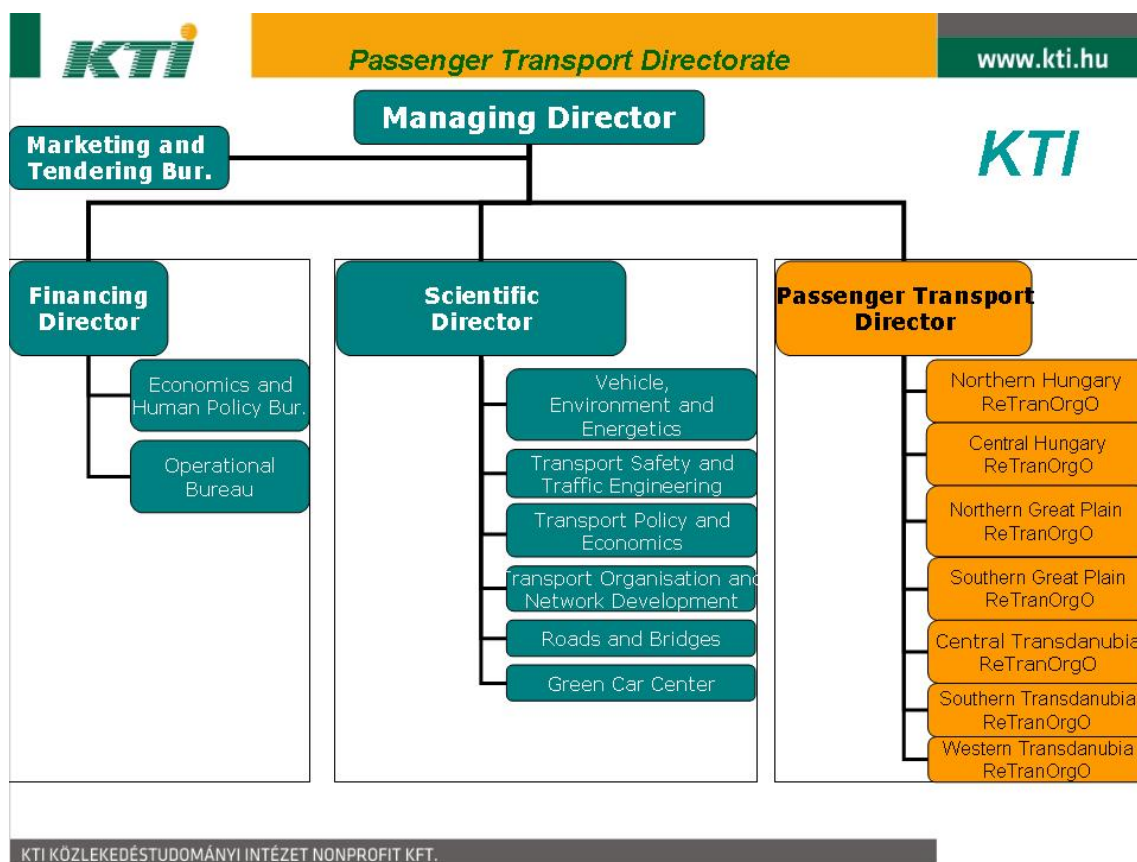 KTI
Passenger Transport Directorate
www.kti.hu
Managing Director
Marketing and
Tendering Bur.
KTI
Financing
Director
Economics and
Human Policy Bur.
Operational
Bureau
Scientific
Director
Vehicle,
Environment and
Energetics
Transport Safety and
Traffic Engineering
Transport Policy and
Economics
Transport Organisation and
Network Development
Roads and Bridges
Green Car Center
Passenger Transport
Director
Northern Hungary
ReTranOrgO
Central Hungary
ReTranOrgO
Northern Great Plain
ReTranOrgO
Southern Great Plain
ReTranOrgO
Central Transdanubia
ReTranOrgO
Southern Transdanubia
ReTranOrgO
Western Transdanubia
ReTranOrgO
KTI KÖZLEKEDÉSTUDOMÁNYI INTÉZET NONPROFIT KFT.